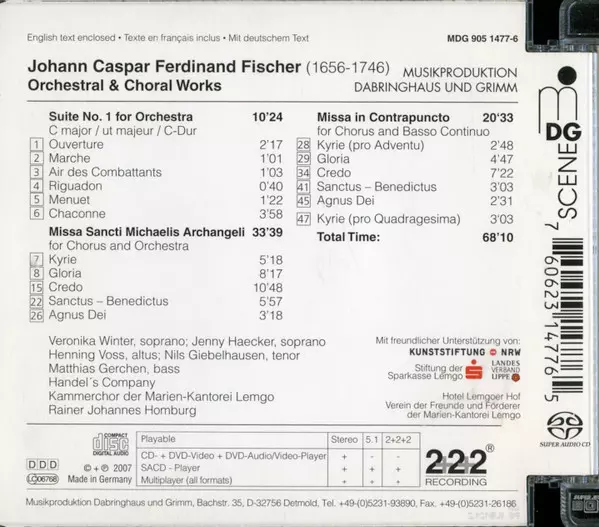 English text enclosed • Texte en français inclus • Mit deutschem Text
MDG 905 1477-6
Johann Caspar Ferdinand Fischer (1656-1746)
Orchestral & Choral Works
MUSIKPRODUKTION
DABRINGHAUS UND GRIMM
Suite No. 1 for Orchestra 10'24
C major / ut majeur / C-Dur
1 Ouverture 2'17
2 Marche 1'01
3 Air des Combattants 1'03
4 Riguadon 0'40
5 Menuet 1'22
6 Chaconne 3'58
Missa Sancti Michaelis Archangeli 33'39
for Chorus and Orchestra
7 Kyrie 5'18
8 Gloria 8'17
15 Credo 10'48
22 Sanctus – Benedictus 5'57
26 Agnus Dei 3'18
Missa in Contrapuncto 20'33
for Chorus and Basso Continuo
28 Kyrie (pro Adventu) 2'48
29 Gloria 4'47
34 Credo 7'22
41 Sanctus – Benedictus 3'03
45 Agnus Dei 2'31
47 Kyrie (pro Quadragesima) 3'03
Total Time: 68'10
Veronika Winter, soprano; Jenny Haecker, soprano
Henning Voss, altus; Nils Giebelhausen, tenor
Matthias Gerchen, bass
Handel´s Company
Kammerchor der Marien-Kantorei Lemgo
Rainer Johannes Homburg
Mit freundlicher Unterstützung von:
KUNSTSTIFTUNG NRW
Stiftung der
Sparkasse Lemgo
LANDES
VERBAND
LIPPE
Hotel Lemgoer Hof
Verein der Freunde und Förderer
der Marien-Kantorei Lemgo
COMPACT
disc
DIGITAL AUDIO
DDD
LC06768
© + ℗ 2007
Made in Germany
Playable Stereo 5.1 2+2+2
CD- + DVD-Video + DVD-Audio/Video-Player + - -
SACD - Player + + +
Multiplayer (all formats) + + +
222®
RECORDING
Musikproduktion Dabringhaus und Grimm, Bachstr. 35, D-32756 Detmold, Tel. +49-(0)5231-93890, Fax +49-(0)5231-26186
MDG
SCENE
7 60623 14776 5
SUPER AUDIO CD